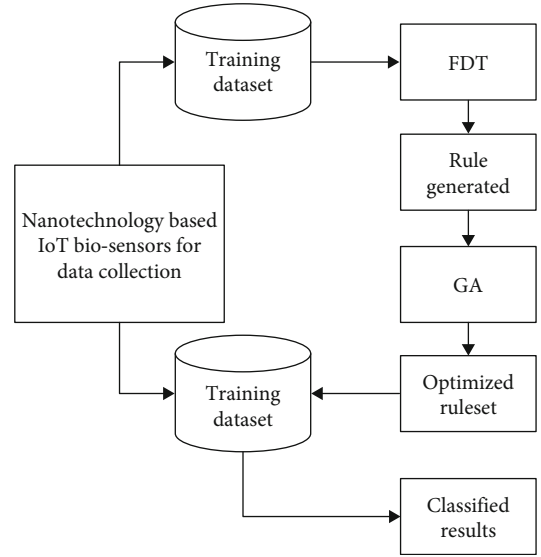 Training
dataset
FDT
Rule
generated
Nanotechnology based
IoT bio-sensors for
data collection
GA
Training
dataset
Optimized
ruleset
Classified
results